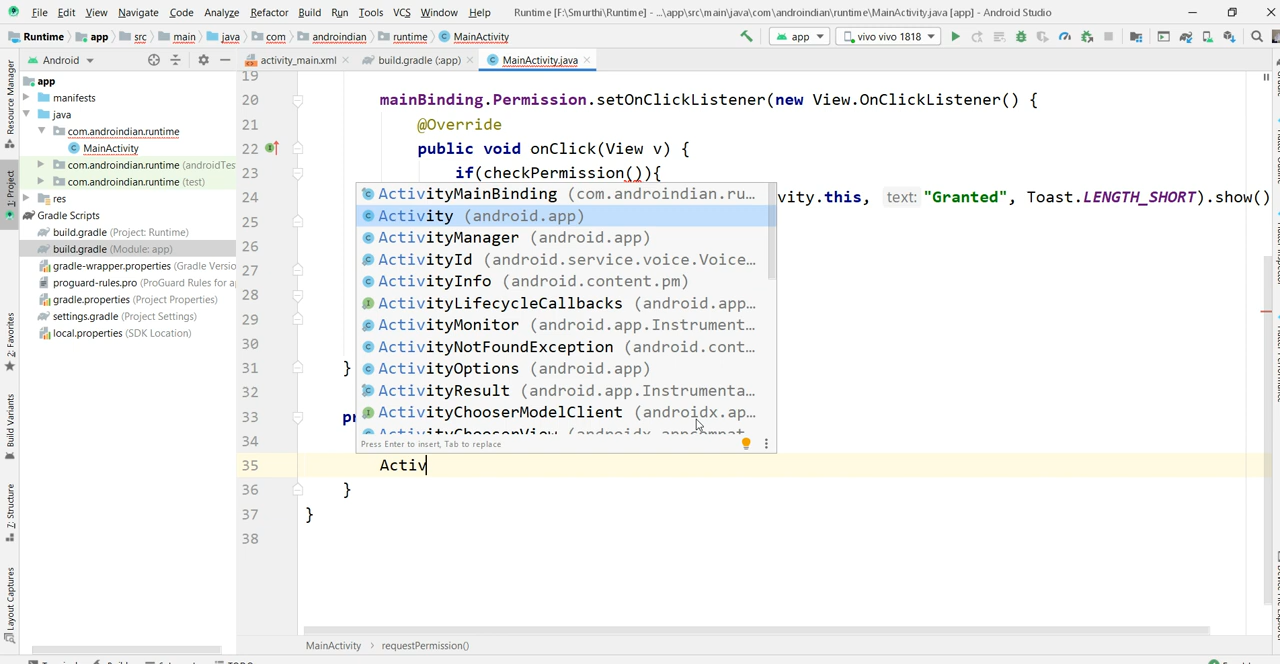 File Edit View Navigate Code Analyze Refactor Build Run Tools VCS Window Help Runtime [F:\Smurthi\Runtime] - ...\app\src\main\java\com\androindian\runtime\MainActivity.java [app] - Android Studio
Runtime app src main java com androindian runtime MainActivity app vivo vivo 1818
Android activity_main.xml build.gradle (:app) MainActivity.java
Resource Manager
1: Project
2: Favorites
Build Variants
7: Structure
Layout Captures
app
manifests
java
com.androindian.runtime
MainActivity
com.androindian.runtime (androidTes
com.androindian.runtime (test)
res
Gradle Scripts
build.gradle (Project: Runtime)
build.gradle (Module: app)
gradle-wrapper.properties (Gradle Versio
proguard-rules.pro (ProGuard Rules for a
gradle.properties (Project Properties)
settings.gradle (Project Settings)
local.properties (SDK Location)
19
20 mainBinding.Permission.setOnClickListener(new View.OnClickListener() {
21 @Override
22 public void onClick(View v) {
23 if(checkPermission()){
24 vity.this, text: "Granted", Toast.LENGTH_SHORT).show()
25
26
27
28
29
30
31 }
32
33 pr
34
35 Activ
36 }
37 }
38
ActivityMainBinding (com.androindian.ru...
Activity (android.app)
ActivityManager (android.app)
ActivityId (android.service.voice.Voice...
ActivityInfo (android.content.pm)
ActivityLifecycleCallbacks (android.app...
ActivityMonitor (android.app.Instrument...
ActivityNotFoundException (android.cont...
ActivityOptions (android.app)
ActivityResult (android.app.Instrumenta...
ActivityChooserModelClient (androidx.ap...
ActivityChooserView (androidx.appcompat
Press Enter to insert, Tab to replace
MainActivity requestPermission()